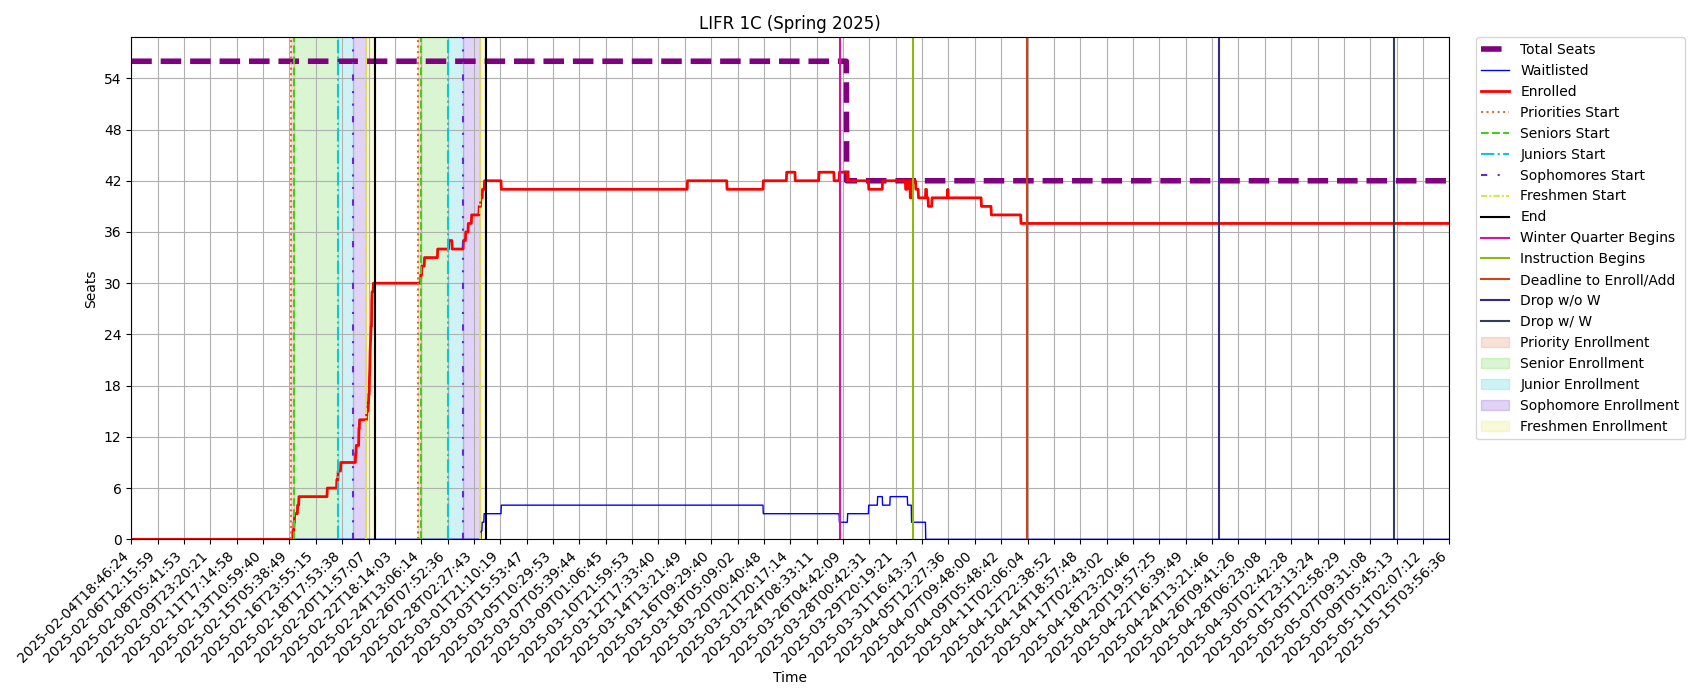 LIFR 1C (Spring 2025)
Seats
54
48
42
36
30
24
18
12
6
0
2025-02-04T18:46:24
2025-02-06T12:15:59
2025-02-08T05:41:53
2025-02-09T23:20:21
2025-02-11T17:14:58
2025-02-13T10:59:40
2025-02-15T05:38:49
2025-02-16T23:55:15
2025-02-18T17:53:38
2025-02-20T11:57:07
2025-02-22T18:14:03
2025-02-24T13:06:14
2025-02-26T07:52:36
2025-02-28T02:27:43
2025-03-01T21:10:19
2025-03-03T15:53:47
2025-03-05T10:29:53
2025-03-07T05:39:44
2025-03-09T01:06:45
2025-03-10T21:59:53
2025-03-12T17:33:40
2025-03-14T13:21:49
2025-03-16T09:29:40
2025-03-18T05:09:02
2025-03-20T00:40:48
2025-03-21T20:17:14
2025-03-24T08:33:11
2025-03-26T04:42:09
2025-03-28T00:42:31
2025-03-29T20:19:21
2025-03-31T16:43:37
2025-04-05T12:27:36
2025-04-07T09:48:00
2025-04-09T05:48:42
2025-04-11T02:06:04
2025-04-12T22:38:52
2025-04-14T18:57:48
2025-04-17T02:43:02
2025-04-18T23:20:46
2025-04-20T19:57:25
2025-04-22T16:39:49
2025-04-24T13:21:46
2025-04-26T09:41:26
2025-04-28T06:23:08
2025-04-30T02:42:28
2025-05-01T23:13:24
2025-05-05T12:58:29
2025-05-07T09:31:08
2025-05-09T05:45:13
2025-05-11T02:07:12
2025-05-15T03:56:36
Time
Total Seats
Waitlisted
Enrolled
Priorities Start
Seniors Start
Juniors Start
Sophomores Start
Freshmen Start
End
Winter Quarter Begins
Instruction Begins
Deadline to Enroll/Add
Drop w/o W
Drop w/ W
Priority Enrollment
Senior Enrollment
Junior Enrollment
Sophomore Enrollment
Freshmen Enrollment